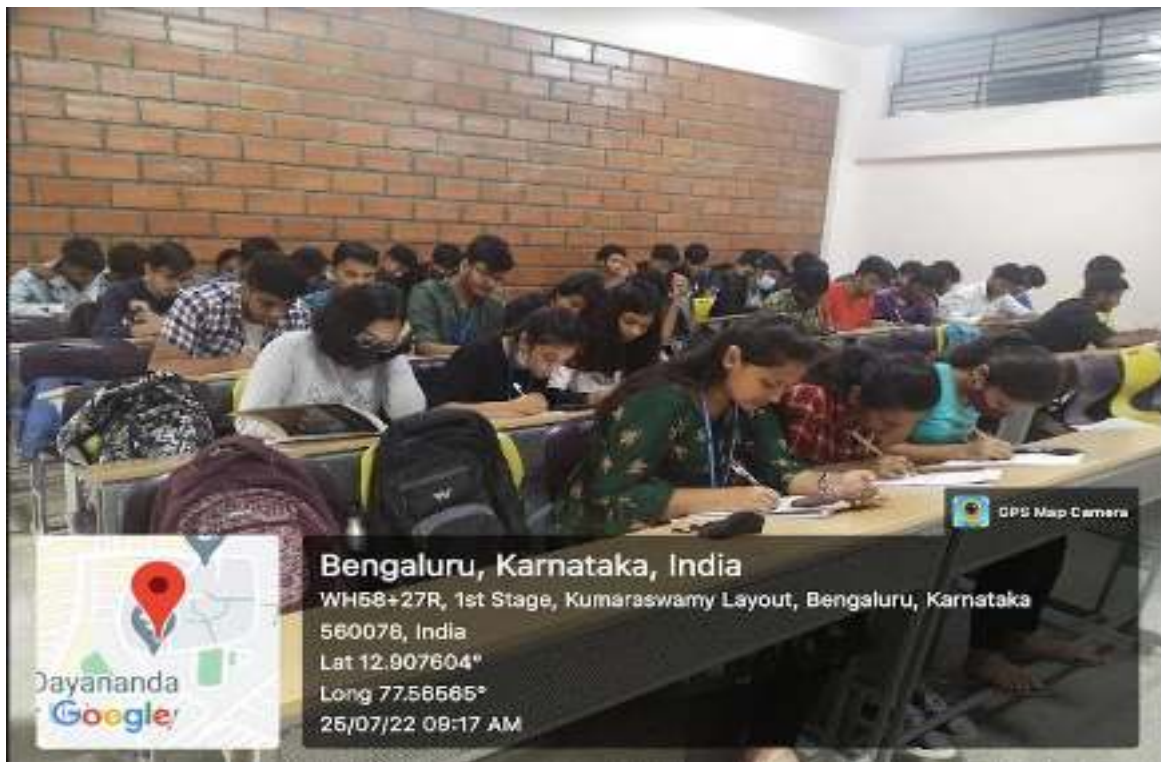 GPS Map Camera
Bengaluru, Karnataka, India
WH58+27R, 1st Stage, Kumaraswamy Layout, Bengaluru, Karnataka
560078, India
Lat 12.907604°
Long 77.56565°
25/07/22 09:17 AM
Dayananda
Google